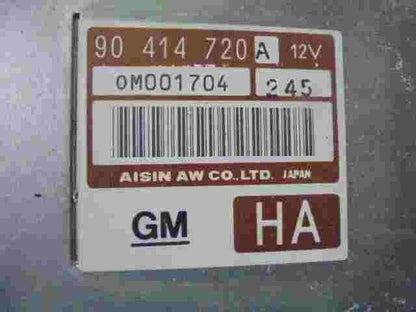 90 414 720 A 12V
0M001704 245
AISIN AW CO., LTD. JAPAN
GM HA